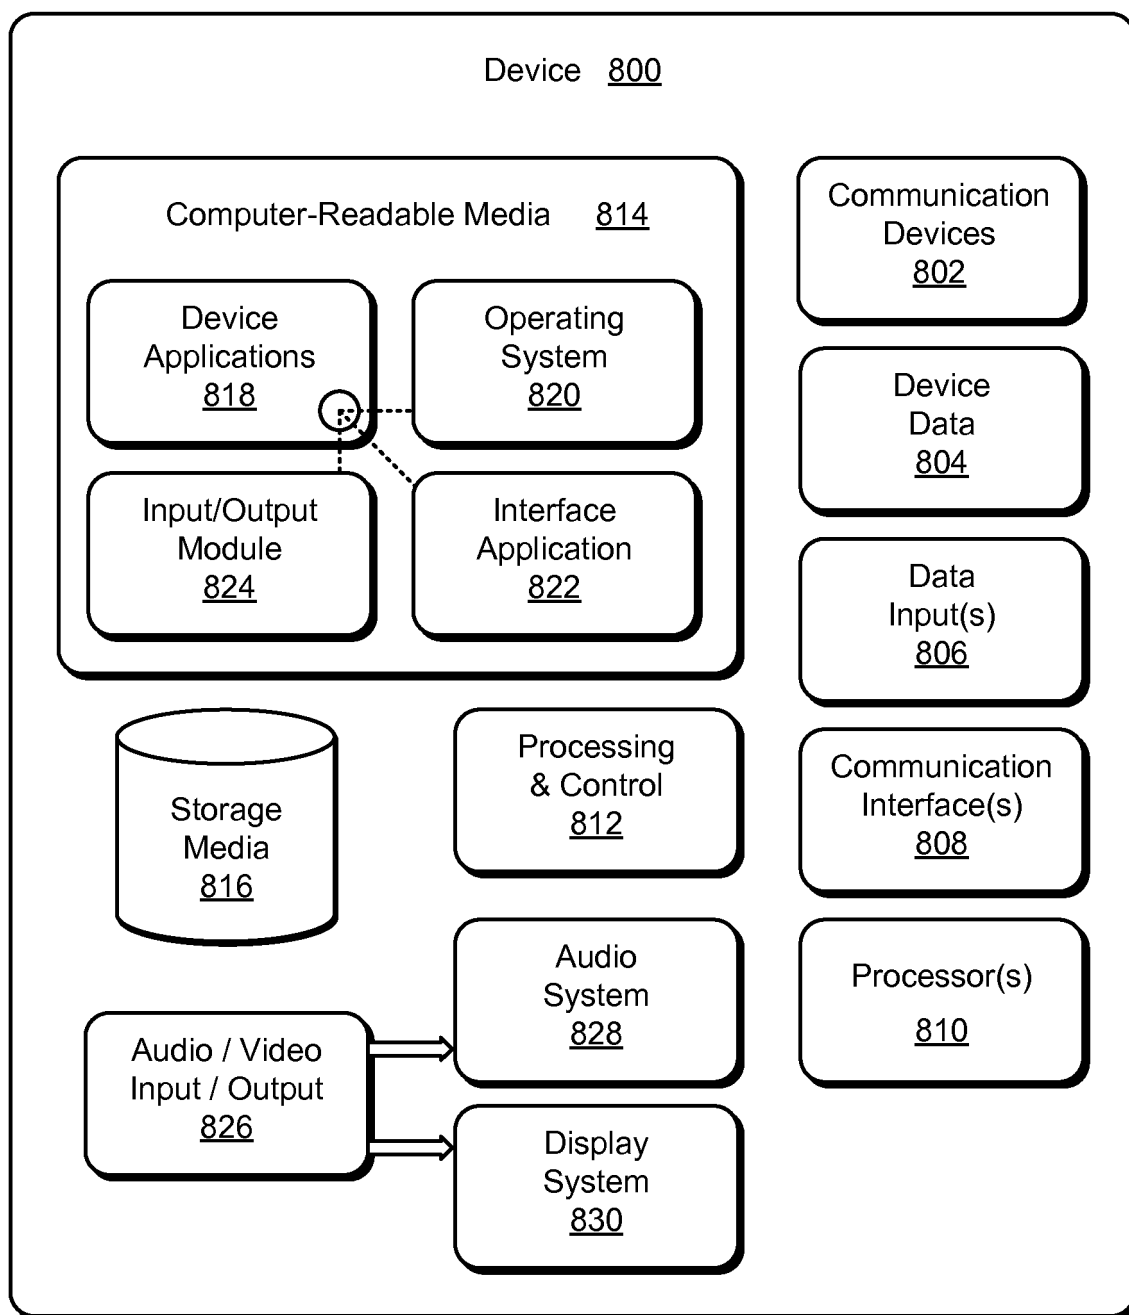 Device 800
Computer-Readable Media 814
Device
Applications
818
Operating
System
820
Input/Output
Module
824
Interface
Application
822
Communication
Devices
802
Device
Data
804
Data
Input(s)
806
Communication
Interface(s)
808
Processor(s)
810
Storage
Media
816
Processing
& Control
812
Audio / Video
Input / Output
826
Audio
System
828
Display
System
830